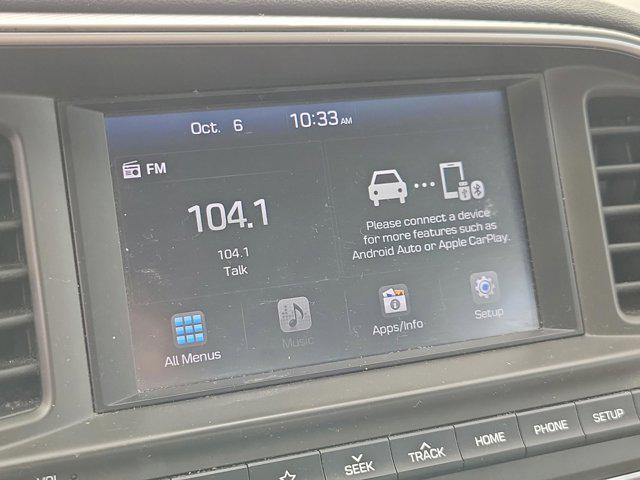 Oct. 6 10:33 AM
FM
104.1
104.1
Talk
Please connect a device
for more features such as
Android Auto or Apple CarPlay.
All Menus
Music
Apps/Info
Setup
VOL
SEEK
TRACK
HOME
PHONE
SETUP